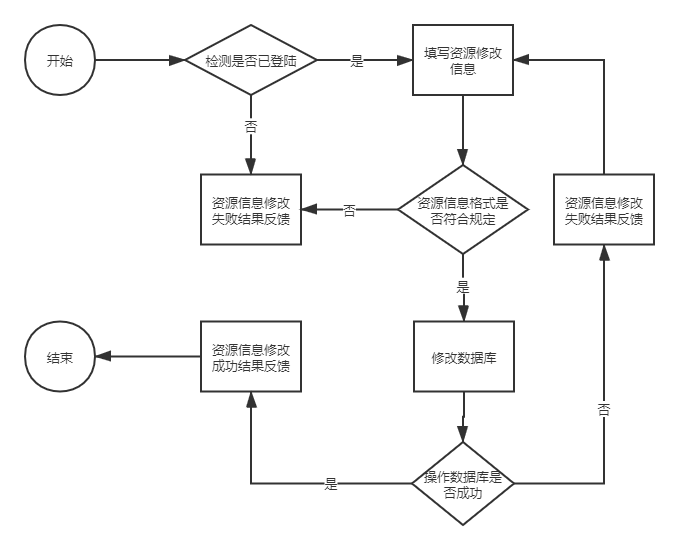 开始
检测是否已登陆
是
填写资源修改
信息
否
资源信息修改
失败结果反馈
否
资源信息格式是
否符合规定
资源信息修改
失败结果反馈
是
结束
资源信息修改
成功结果反馈
修改数据库
否
是
操作数据库是
否成功